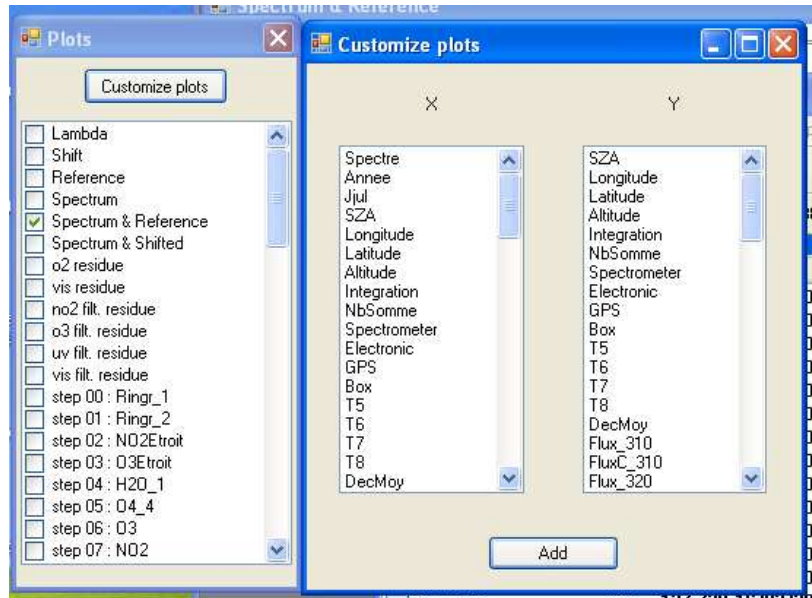 Spectrum & Reference
Plots
Customize plots
Lambda
Shift
Reference
Spectrum
Spectrum & Reference
Spectrum & Shifted
o2 residue
vis residue
no2 filt. residue
o3 filt. residue
uv filt. residue
vis filt. residue
step 00 : Ringr_1
step 01 : Ringr_2
step 02 : NO2Etroit
step 03 : O3Etroit
step 04 : H2O_1
step 05 : O4_4
step 06 : O3
step 07 : NO2
Customize plots
X
Spectre
Annee
Jjul
SZA
Longitude
Latitude
Altitude
Integration
NbSomme
Spectrometer
Electronic
GPS
Box
T5
T6
T7
T8
DecMoy
Y
SZA
Longitude
Latitude
Altitude
Integration
NbSomme
Spectrometer
Electronic
GPS
Box
T5
T6
T7
T8
DecMoy
Flux_310
FluxC_310
Flux_320
Add